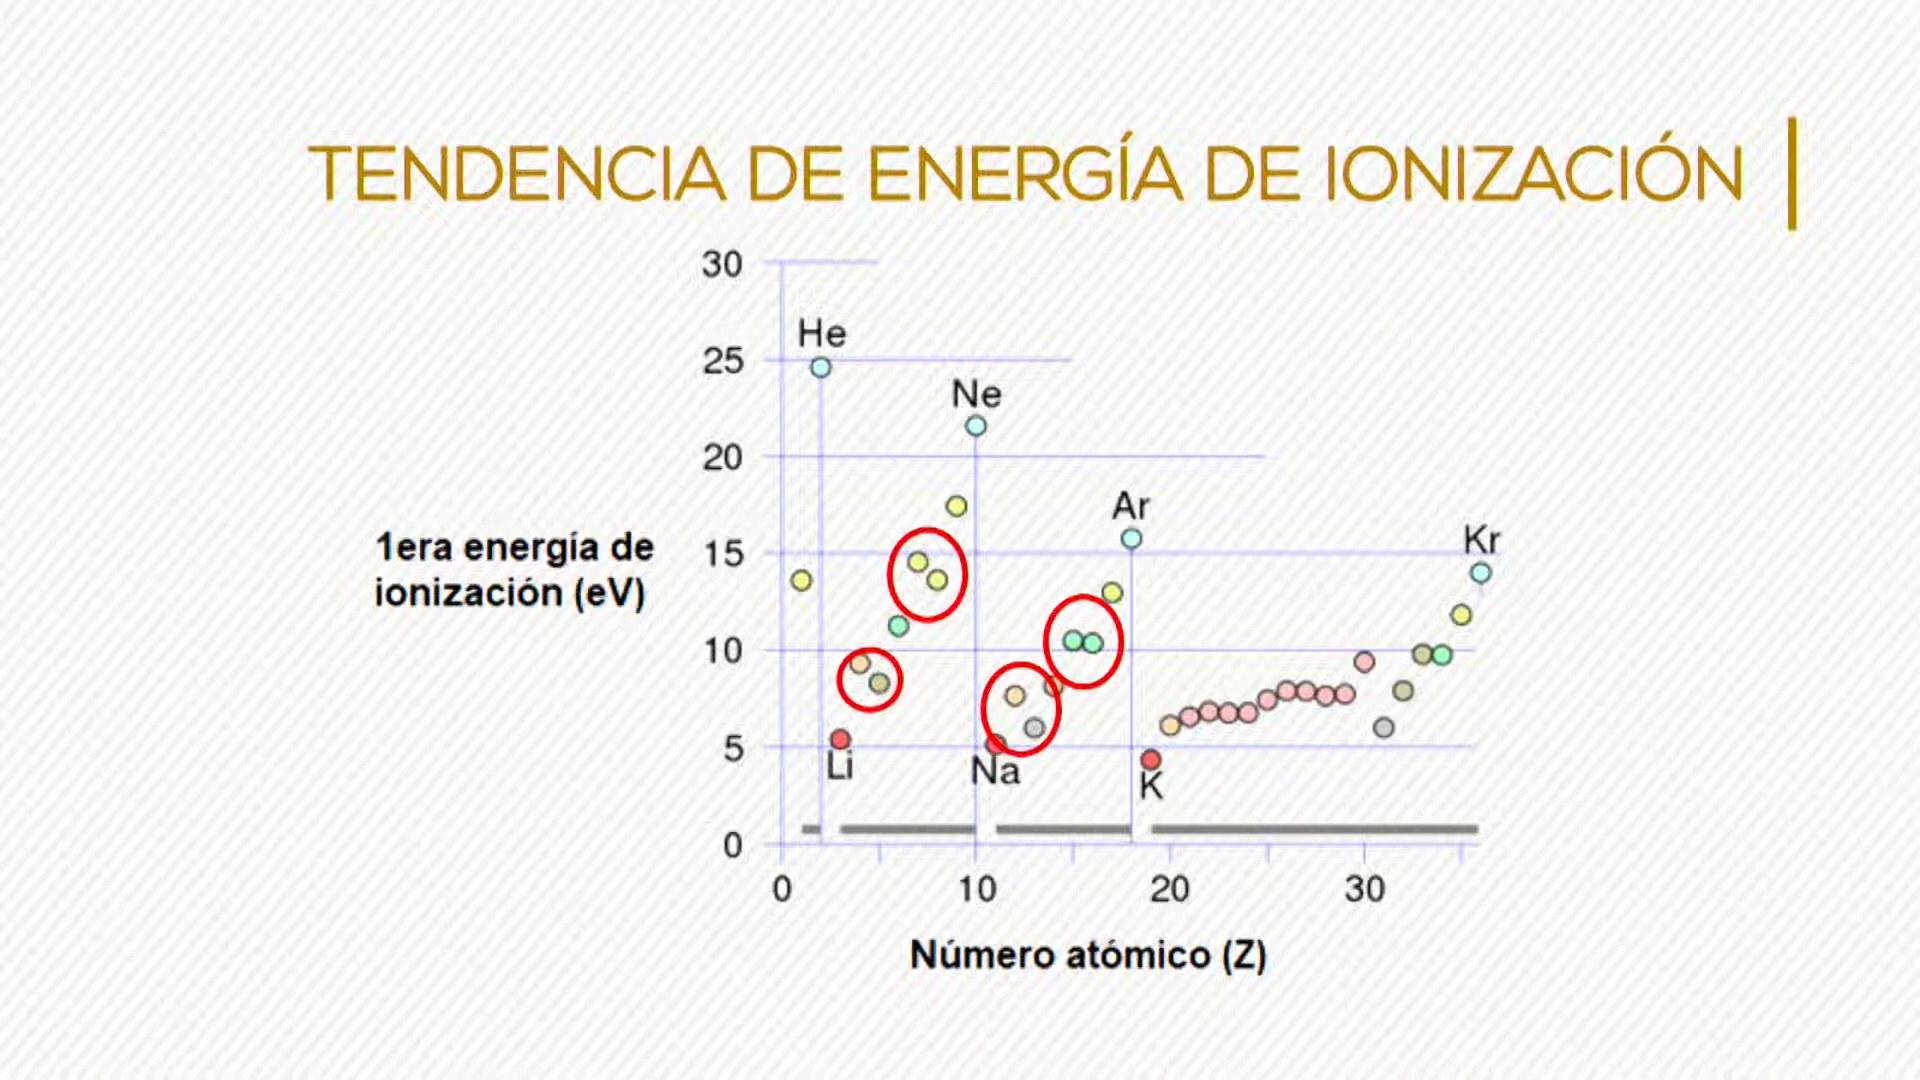 TENDENCIA DE ENERGÍA DE IONIZACIÓN
30
He
25
Ne
20
Ar
1era energía de
ionización (eV)
15
Kr
10
5
Li
Na
K
0
0 10 20 30
Número atómico (Z)